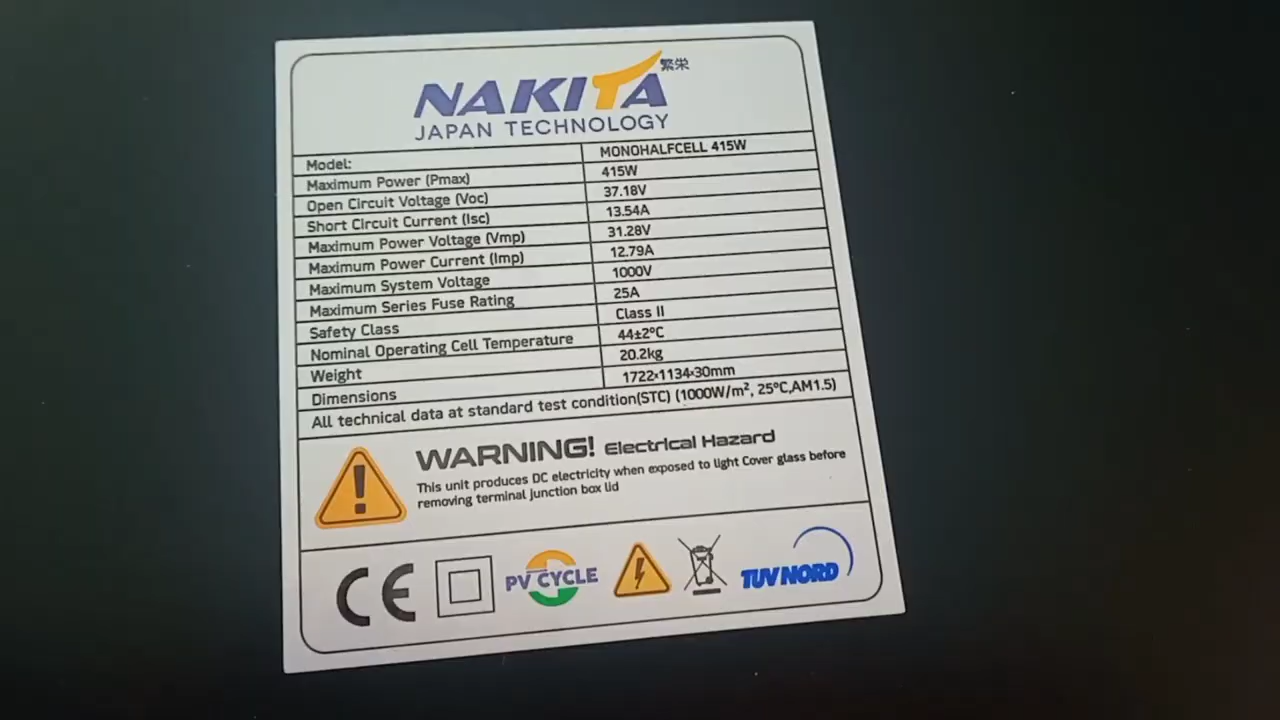 NAKITA 繁栄
JAPAN TECHNOLOGY
Model: MONOHALFCELL 415W
Maximum Power (Pmax) 415W
Open Circuit Voltage (Voc) 37.18V
Short Circuit Current (Isc) 13.54A
Maximum Power Voltage (Vmp) 31.28V
Maximum Power Current (Imp) 12.79A
Maximum System Voltage 1000V
Maximum Series Fuse Rating 25A
Safety Class Class II
Nominal Operating Cell Temperature 44±2°C
Weight 20.2kg
Dimensions 1722×1134×30mm
All technical data at standard test condition(STC) (1000W/m², 25°C,AM1.5)
WARNING! Electrical Hazard
This unit produces DC electricity when exposed to light Cover glass before
removing terminal junction box lid
CE PV CYCLE TUV NORD